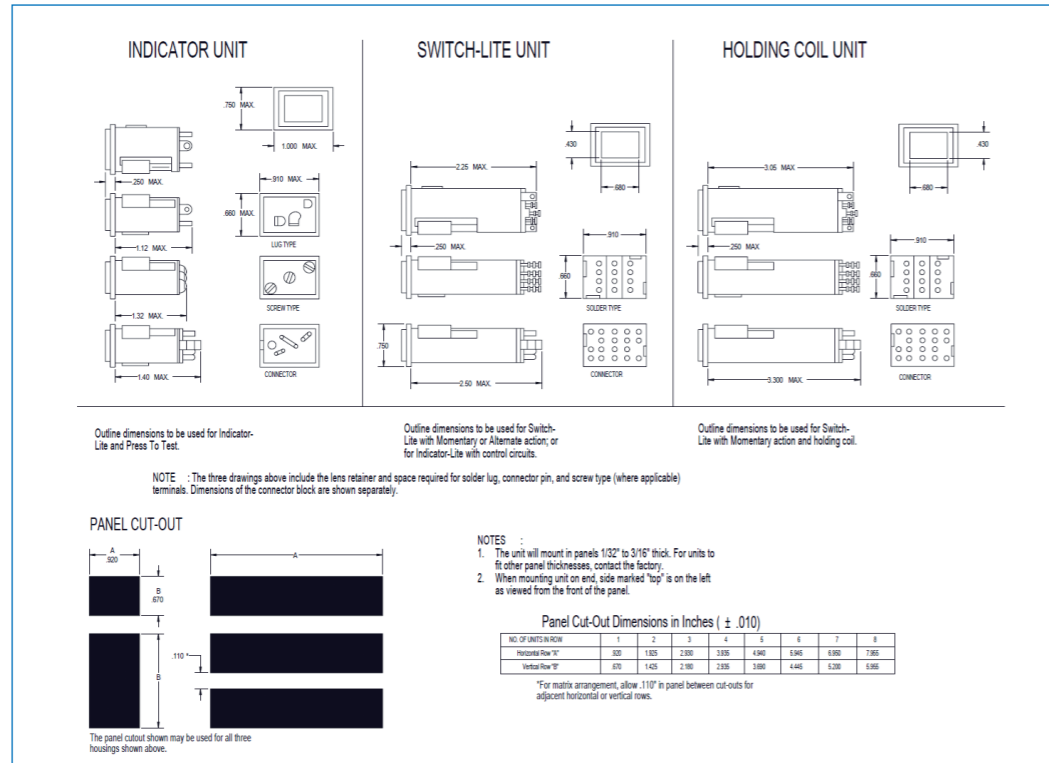 INDICATOR UNIT
.750 MAX.
1.000 MAX.
.250 MAX.
.910 MAX.
.660 MAX.
LUG TYPE
1.12 MAX.
SCREW TYPE
1.32 MAX.
CONNECTOR
1.40 MAX.
SWITCH-LITE UNIT
.430
.680
2.25 MAX.
.250 MAX.
.910
.660
SOLDER TYPE
.750
2.50 MAX.
CONNECTOR
HOLDING COIL UNIT
.430
.680
3.05 MAX.
.250 MAX
.910
.660
SOLDER TYPE
3.300 MAX.
CONNECTOR
Outline dimensions to be used for Indicator-
Lite and Press To Test.
Outline dimensions to be used for Switch-
Lite with Momentary or Alternate action; or
for Indicator-Lite with control circuits.
Outline dimensions to be used for Switch-
Lite with Momentary action and holding coil.
NOTE : The three drawings above include the lens retainer and space required for solder lug, connector pin, and screw type (where applicable)
terminals. Dimensions of the connector block are shown separately.
PANEL CUT-OUT
A
.920
A
B
.670
.110 *
B
The panel cutout shown may be used for all three
housings shown above.
NOTES :
1. The unit will mount in panels 1/32" to 3/16" thick. For units to
fit other panel thicknesses, contact the factory.
2. When mounting unit on end, side marked "top" is on the left
as viewed from the front of the panel.
Panel Cut-Out Dimensions in Inches ( ± .010)
NO. OF UNITS IN ROW 1 2 3 4 5 6 7 8
Horizontal Row "A" .920 1.925 2.930 3.935 4.940 5.945 6.950 7.955
Vertical Row "B" .670 1.425 2.180 2.935 3.690 4.445 5.200 5.955
*For matrix arrangement, allow .110" in panel between cut-outs for
adjacent horizontal or vertical rows.